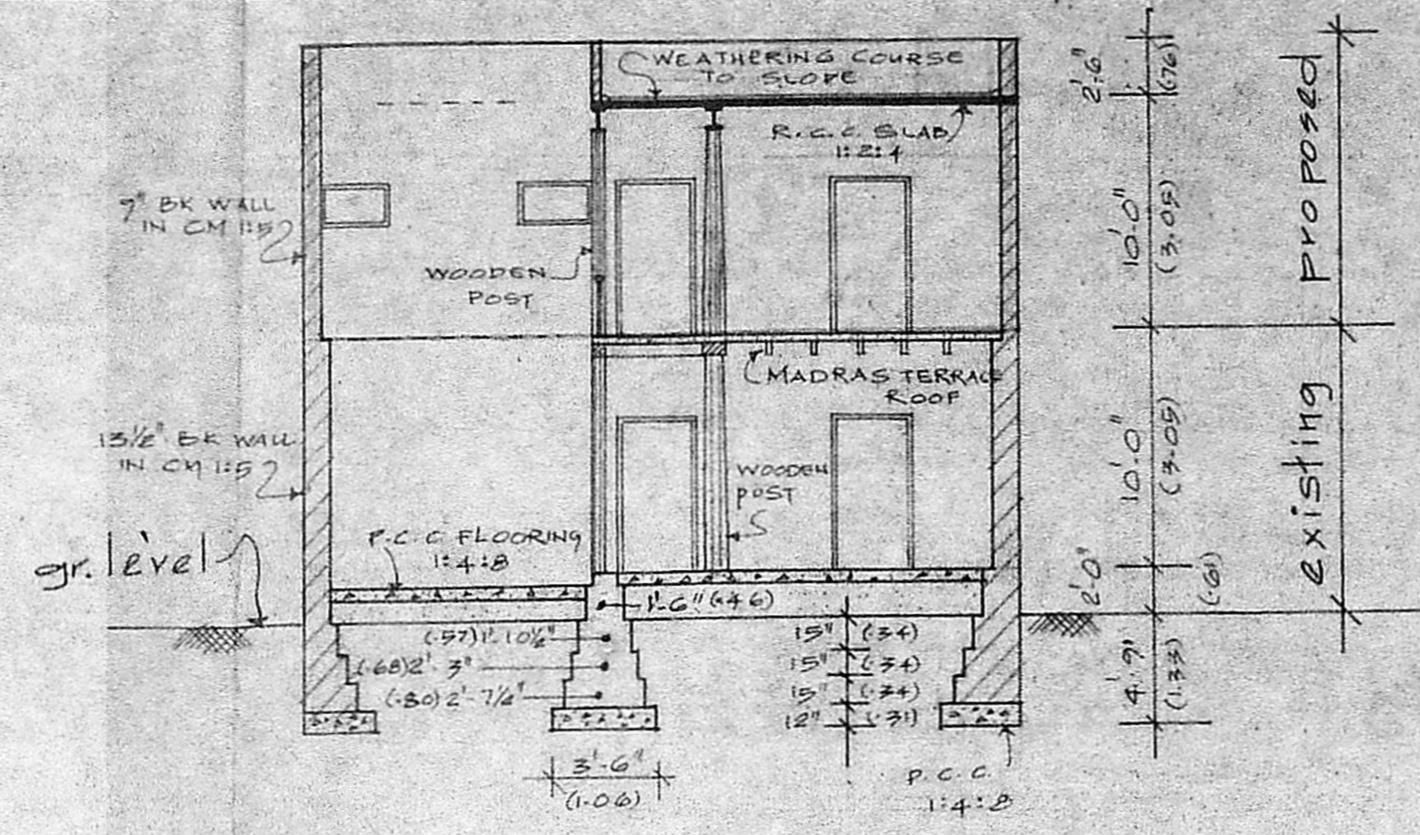 WEATHERING COURSE
TO SLOPE
2'-6"
(.76)
proposed
R.C.C. SLAB
1:2:4
9" BK WALL
IN CM 1:5
10'-0"
(3.05)
WOODEN
POST
MADRAS TERRACE
ROOF
existing
13½" BK WALL
IN CM 1:5
10'-0"
(3.05)
WOODEN
POST
gr. level
P.C.C FLOORING
1:4:8
2'-0"
(.61)
1'-6" (.46)
(.57) 1'-10½"
15" (.34)
(.68) 2'-3"
15" (.34)
(.80) 2'-7½"
15" (.34)
12" (.31)
4'-9"
(1.33)
3'-6"
(1.06)
P.C.C.
1:4:8